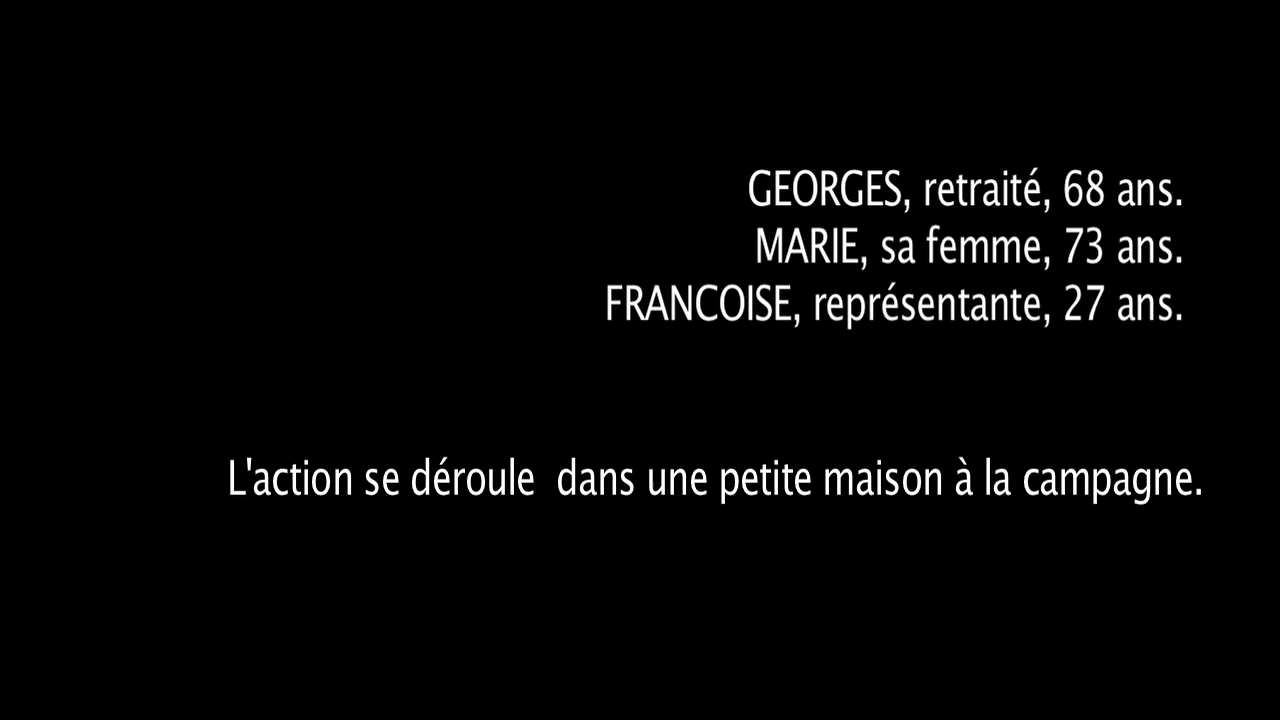 GEORGES, retraité, 68 ans.
MARIE, sa femme, 73 ans.
FRANCOISE, représentante, 27 ans.
L'action se déroule  dans une petite maison à la campagne.